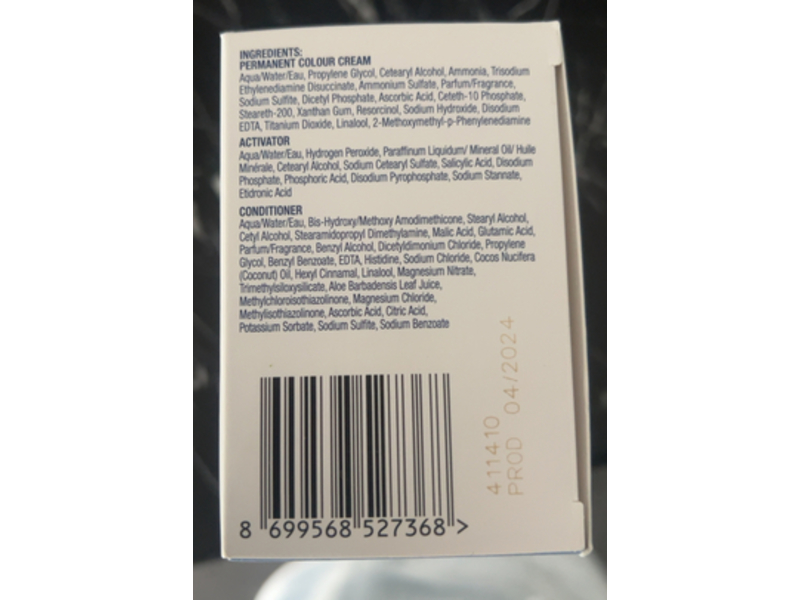 INGREDIENTS:
PERMANENT COLOUR CREAM
Aqua/Water/Eau, Propylene Glycol, Cetearyl Alcohol, Ammonia, Trisodium
Ethylenediamine Disuccinate, Ammonium Sulfate, Parfum/Fragrance,
Sodium Sulfite, Dicetyl Phosphate, Ascorbic Acid, Ceteth-10 Phosphate,
Steareth-200, Xanthan Gum, Resorcinol, Sodium Hydroxide, Disodium
EDTA, Titanium Dioxide, Linalool, 2-Methoxymethyl-p-Phenylenediamine
ACTIVATOR
Aqua/Water/Eau, Hydrogen Peroxide, Paraffinum Liquidum/ Mineral Oil/ Huile
Minérale, Cetearyl Alcohol, Sodium Cetearyl Sulfate, Salicylic Acid, Disodium
Phosphate, Phosphoric Acid, Disodium Pyrophosphate, Sodium Stannate,
Etidronic Acid
CONDITIONER
Aqua/Water/Eau, Bis-Hydroxy/Methoxy Amodimethicone, Stearyl Alcohol,
Cetyl Alcohol, Stearamidopropyl Dimethylamine, Malic Acid, Glutamic Acid,
Parfum/Fragrance, Benzyl Alcohol, Dicetyldimonium Chloride, Propylene
Glycol, Benzyl Benzoate, EDTA, Histidine, Sodium Chloride, Cocos Nucifera
(Coconut) Oil, Hexyl Cinnamal, Linalool, Magnesium Nitrate,
Trimethylsiloxysilicate, Aloe Barbadensis Leaf Juice,
Methylchloroisothiazolinone, Magnesium Chloride,
Methylisothiazolinone, Ascorbic Acid, Citric Acid,
Potassium Sorbate, Sodium Sulfite, Sodium Benzoate
411410
PROD 04/2024
8 699568 527368 >